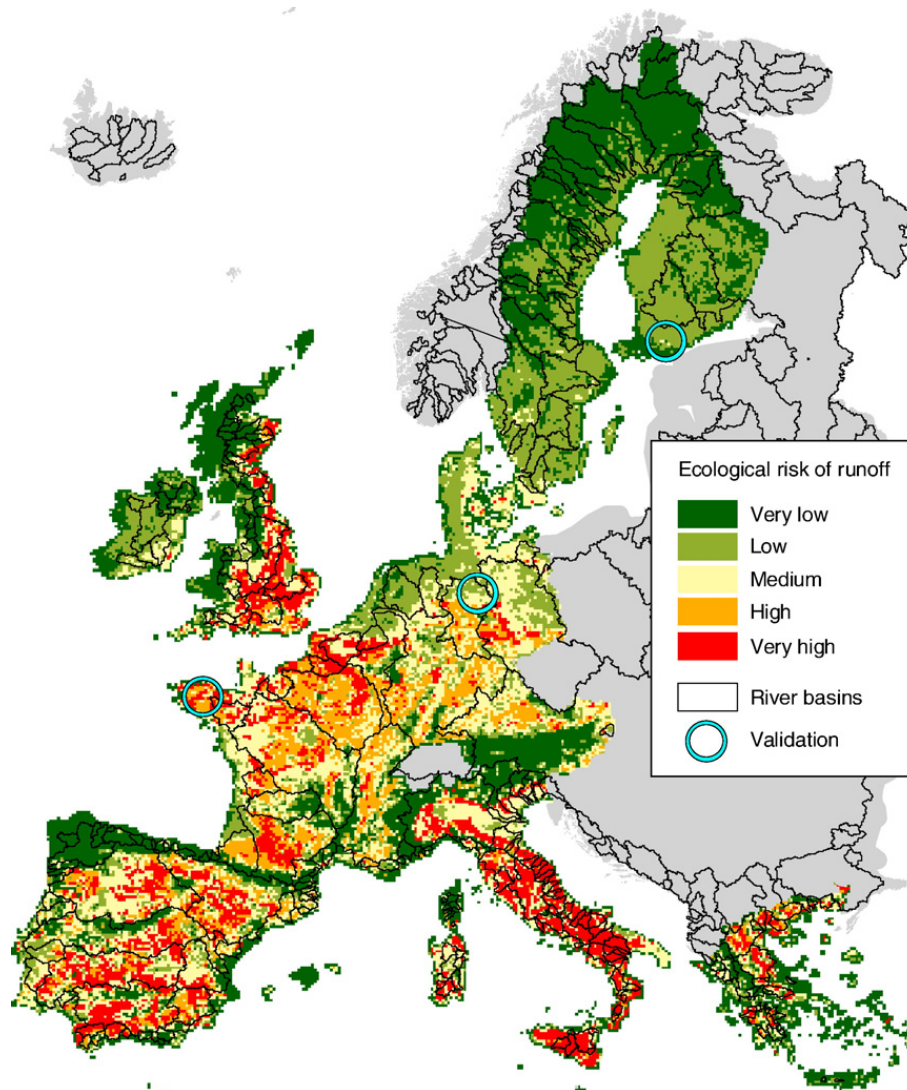 Ecological risk of runoff
Very low
Low
Medium
High
Very high
River basins
Validation